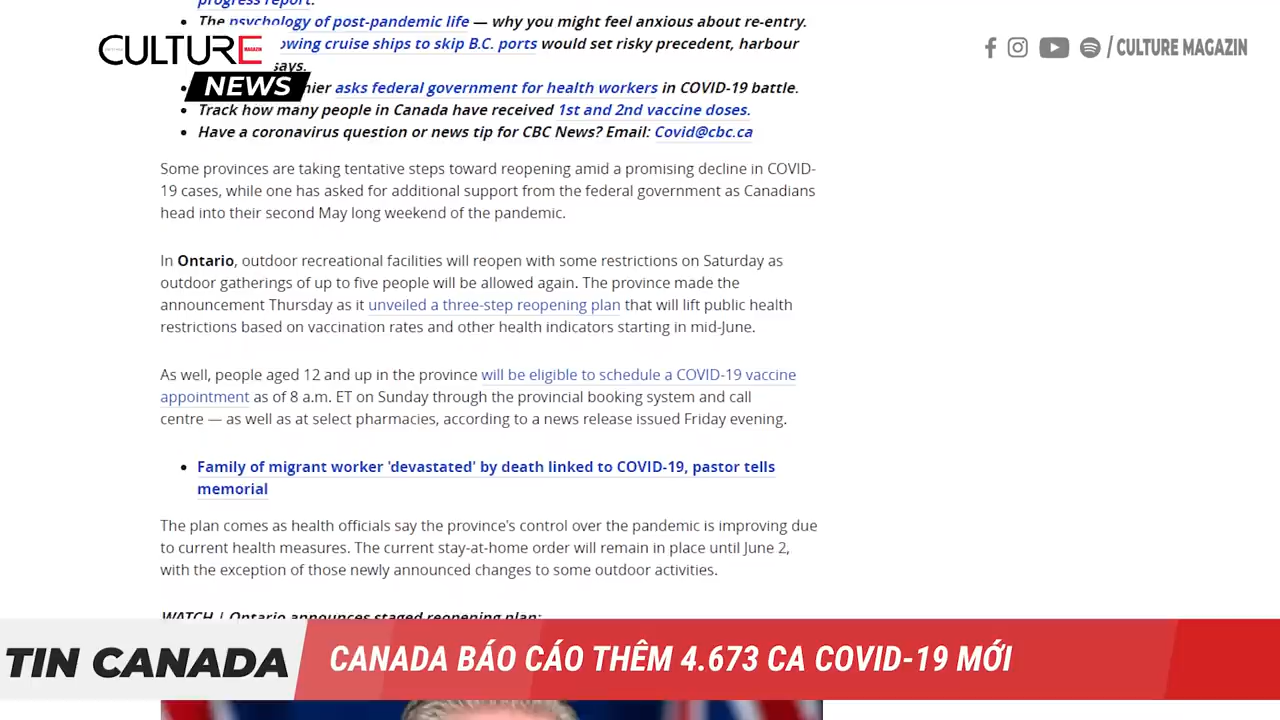 progress report.
The psychology of post-pandemic life — why you might feel anxious about re-entry.
CULTURE
MAGAZIN
NEWS
owing cruise ships to skip B.C. ports would set risky precedent, harbour
says.
nier asks federal government for health workers in COVID-19 battle.
Track how many people in Canada have received 1st and 2nd vaccine doses.
Have a coronavirus question or news tip for CBC News? Email: Covid@cbc.ca
/ CULTURE MAGAZIN
Some provinces are taking tentative steps toward reopening amid a promising decline in COVID-
19 cases, while one has asked for additional support from the federal government as Canadians
head into their second May long weekend of the pandemic.
In Ontario, outdoor recreational facilities will reopen with some restrictions on Saturday as
outdoor gatherings of up to five people will be allowed again. The province made the
announcement Thursday as it unveiled a three-step reopening plan that will lift public health
restrictions based on vaccination rates and other health indicators starting in mid-June.
As well, people aged 12 and up in the province will be eligible to schedule a COVID-19 vaccine
appointment as of 8 a.m. ET on Sunday through the provincial booking system and call
centre — as well as at select pharmacies, according to a news release issued Friday evening.
Family of migrant worker 'devastated' by death linked to COVID-19, pastor tells
memorial
The plan comes as health officials say the province's control over the pandemic is improving due
to current health measures. The current stay-at-home order will remain in place until June 2,
with the exception of those newly announced changes to some outdoor activities.
WATCH | Ontario announces staged reopening plan:
TIN CANADA
CANADA BÁO CÁO THÊM 4.673 CA COVID-19 MỚI